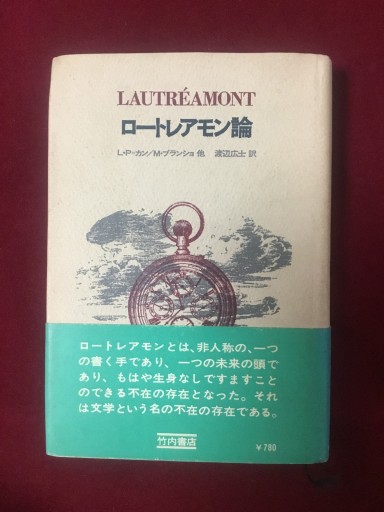 LAUTRÉAMONT
ロートレアモン論
L・P・カン/M・ブランショ 他 渡辺広士 訳
ロートレアモンとは、非人称の、一つ
の書く手であり、一つの未来の頭で
あり、もはや生身なしですますこと
のできる不在の存在となった。それ
は文学という名の不在の存在である。
竹内書店
￥780